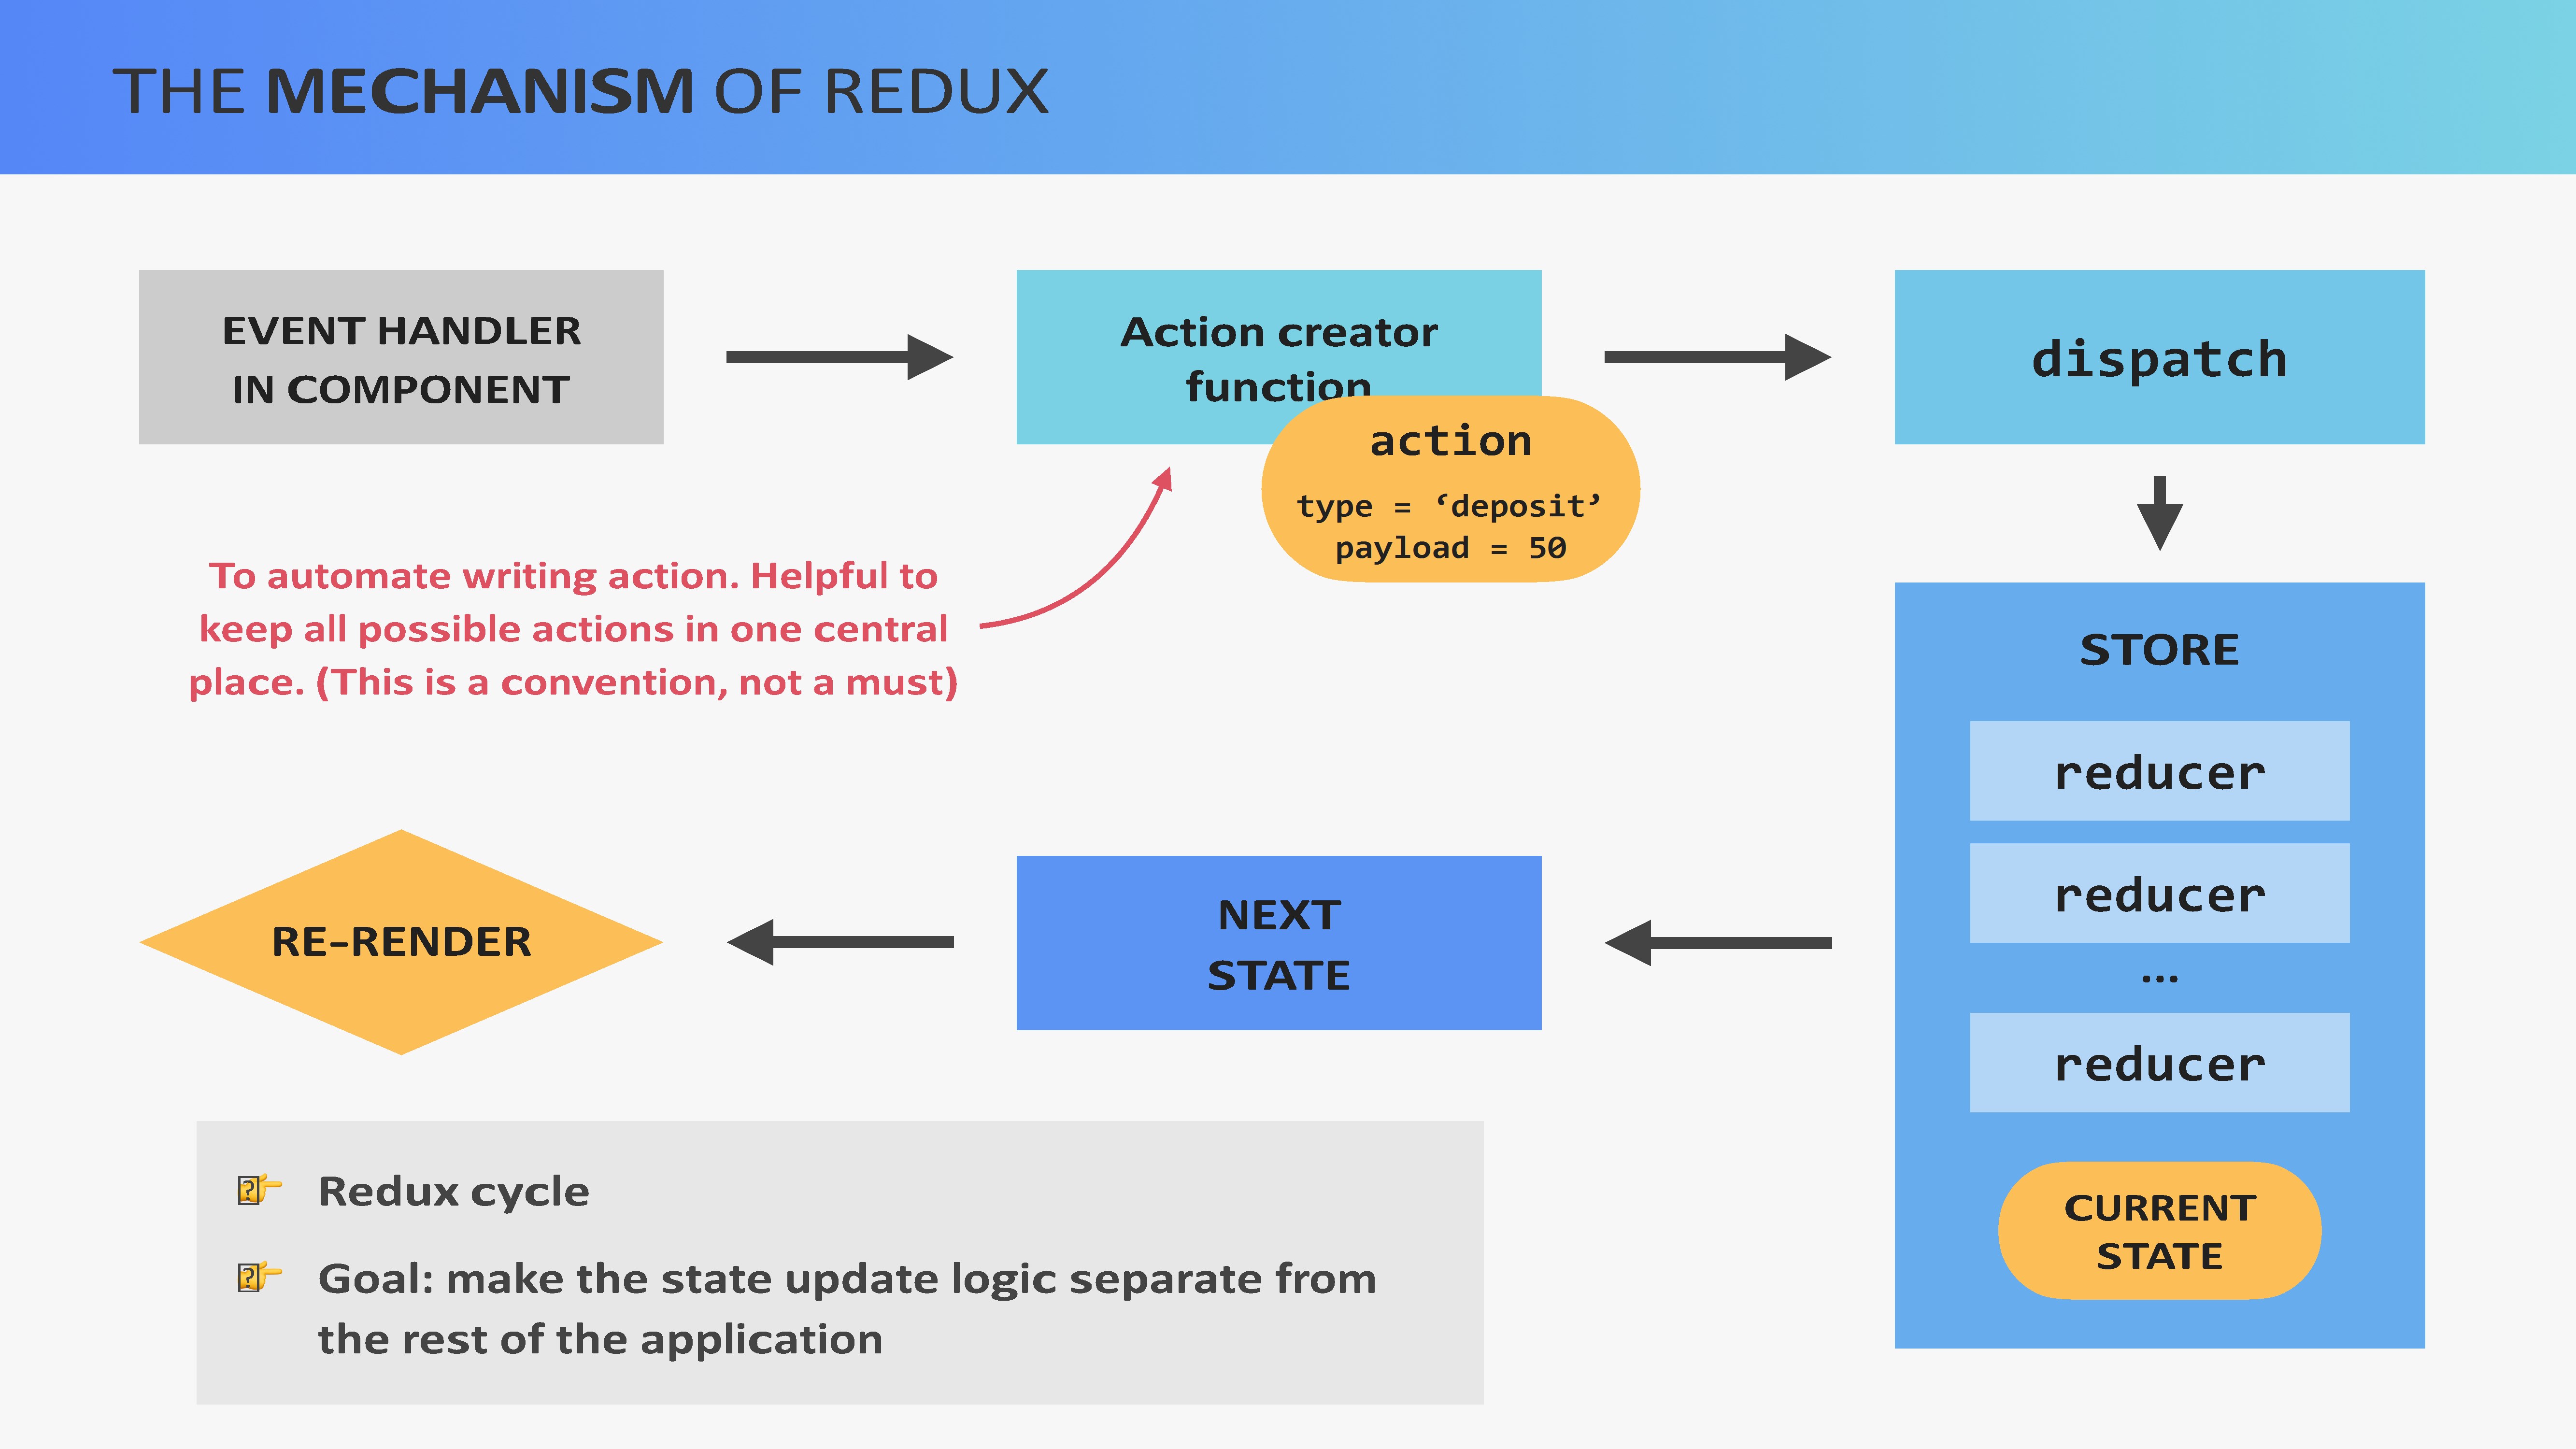 THE MECHANISM OF REDUX
EVENT HANDLER
IN COMPONENT
Action creator
function
action
type = ‘deposit’
payload = 50
dispatch
To automate writing action. Helpful to
keep all possible actions in one central
place. (This is a convention, not a must)
STORE
reducer
reducer
...
reducer
CURRENT
STATE
NEXT
STATE
RE–RENDER
Redux cycle
Goal: make the state update logic separate from
the rest of the application